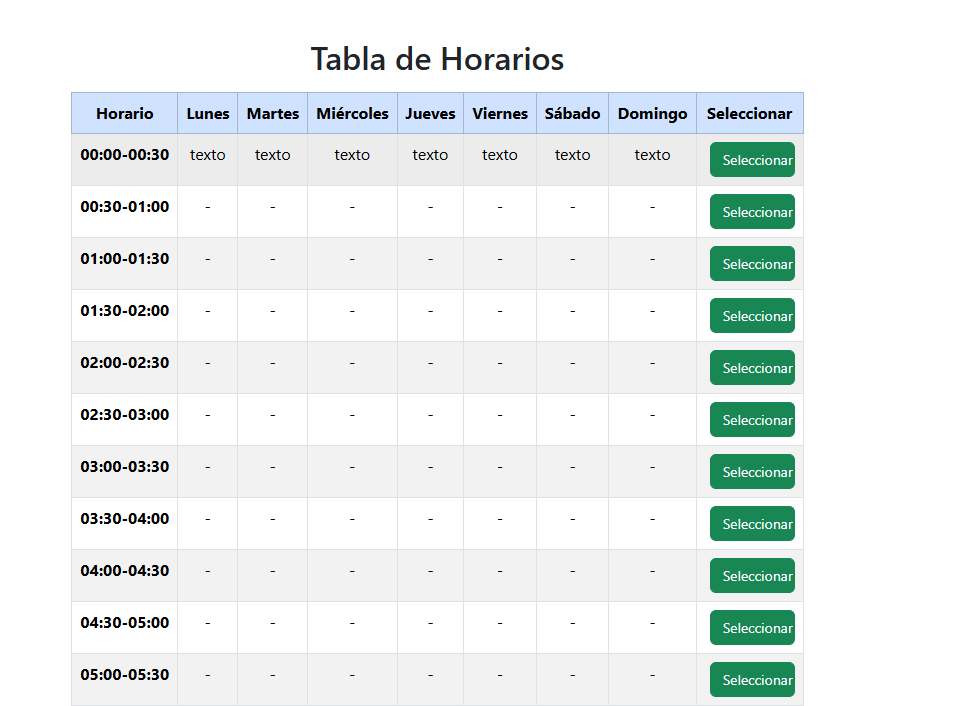 Tabla de Horarios
Horario Lunes Martes Miércoles Jueves Viernes Sábado Domingo Seleccionar
00:00-00:30 texto texto texto texto texto texto texto Seleccionar
00:30-01:00 - - - - - - - Seleccionar
01:00-01:30 - - - - - - - Seleccionar
01:30-02:00 - - - - - - - Seleccionar
02:00-02:30 - - - - - - - Seleccionar
02:30-03:00 - - - - - - - Seleccionar
03:00-03:30 - - - - - - - Seleccionar
03:30-04:00 - - - - - - - Seleccionar
04:00-04:30 - - - - - - - Seleccionar
04:30-05:00 - - - - - - - Seleccionar
05:00-05:30 - - - - - - - Seleccionar